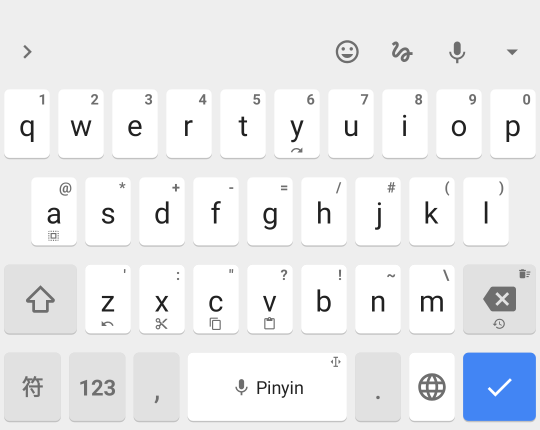 1 2 3 4 5 6 7 8 9 0
q w e r t y u i o p
@ * + - = / # ( )
a s d f g h j k l
' : " ? ! ~ \
z x c v b n m
符 123 , Pinyin .